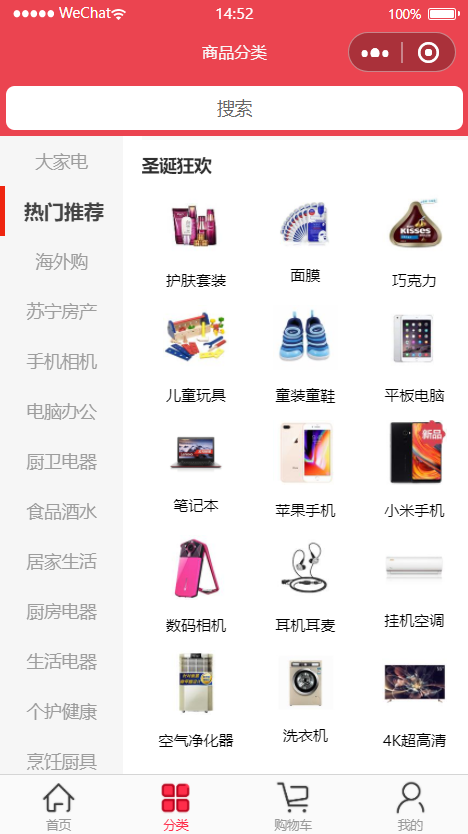 WeChat 14:52 100%
商品分类
搜索
大家电
热门推荐
海外购
苏宁房产
手机相机
电脑办公
厨卫电器
食品酒水
居家生活
厨房电器
生活电器
个护健康
烹饪厨具
圣诞狂欢
KISSES
护肤套装 面膜 巧克力
儿童玩具 童装童鞋 平板电脑
新品
笔记本 苹果手机 小米手机
数码相机 耳机耳麦 挂机空调
空气净化器 洗衣机 4K超高清
首页 分类 购物车 我的